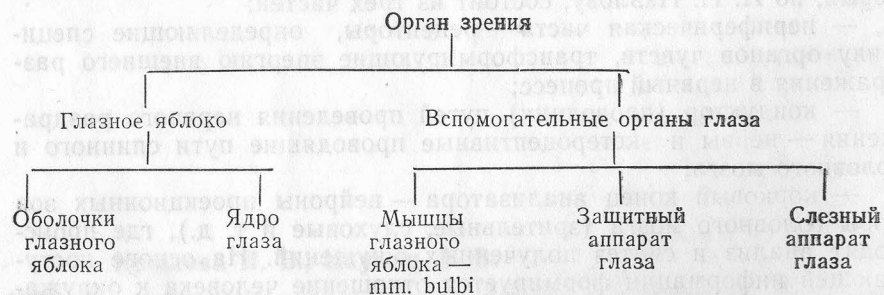 Орган зрения
Глазное яблоко
Вспомогательные органы глаза
Оболочки
глазного
яблока
Ядро
глаза
Мышцы
глазного
яблока —
mm. bulbi
Защитный
аппарат
глаза
Слезный
аппарат
глаза